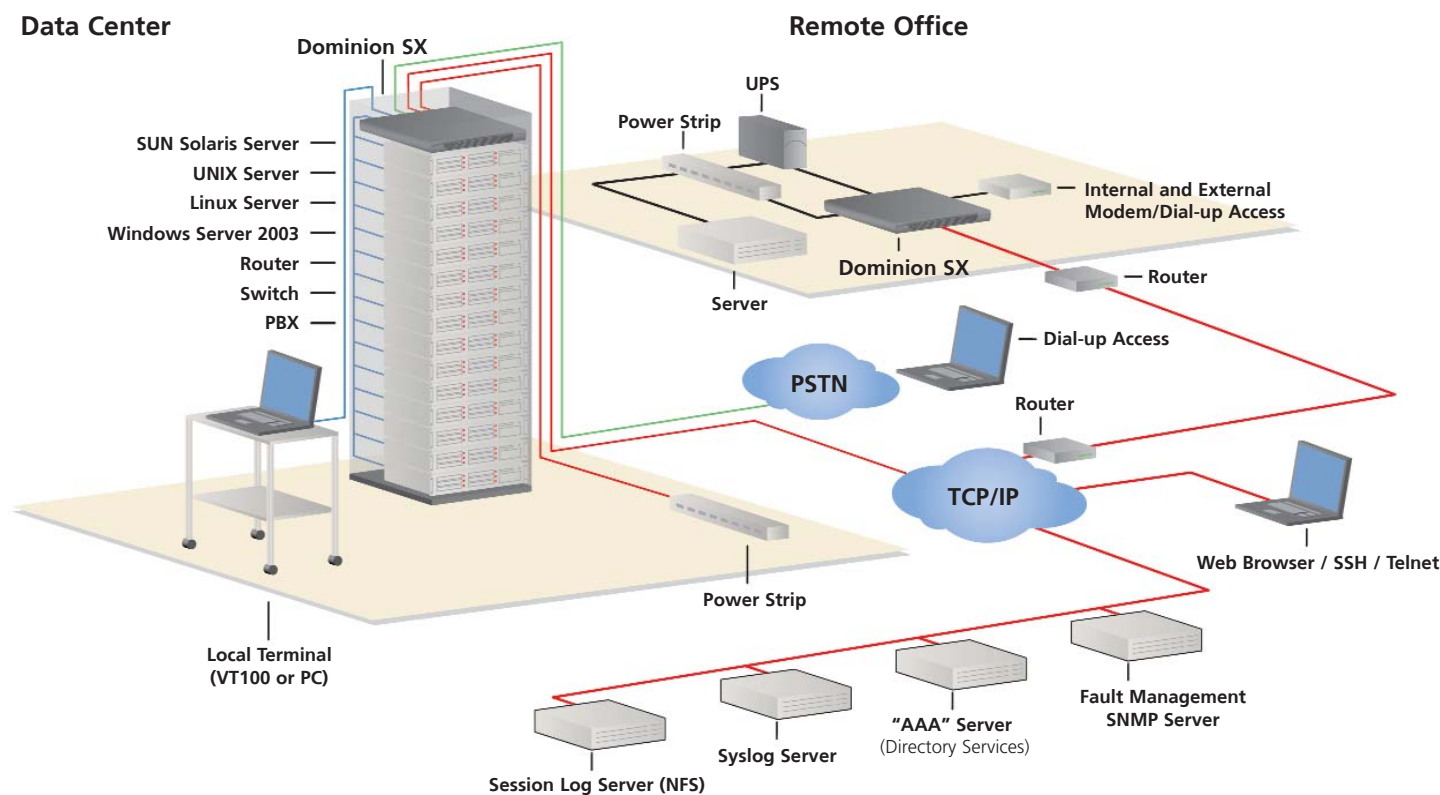 Data Center
Remote Office
Dominion SX
UPS
Power Strip
SUN Solaris Server
UNIX Server
Linux Server
Windows Server 2003
Router
Switch
PBX
Internal and External
Modem/Dial-up Access
Dominion SX
Server
Router
Dial-up Access
PSTN
Router
TCP/IP
Web Browser / SSH / Telnet
Power Strip
Local Terminal
(VT100 or PC)
Fault Management
SNMP Server
"AAA" Server
(Directory Services)
Syslog Server
Session Log Server (NFS)